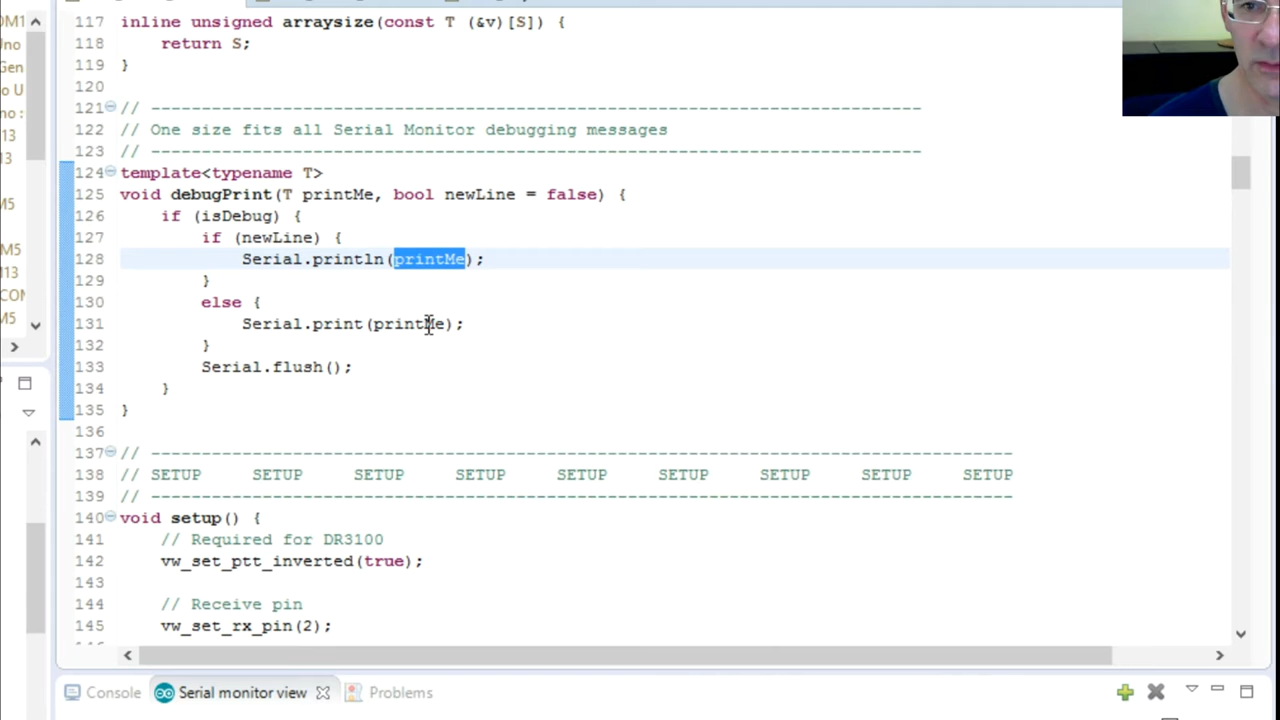 117 inline unsigned arraysize(const T (&v)[S]) {
118     return S;
119 }
120
121 // ----------------------------------------------------------------------------
122 // One size fits all Serial Monitor debugging messages
123 // ----------------------------------------------------------------------------
124 template<typename T>
125 void debugPrint(T printMe, bool newLine = false) {
126     if (isDebug) {
127         if (newLine) {
128             Serial.println(printMe);
129         }
130         else {
131             Serial.print(printMe);
132         }
133         Serial.flush();
134     }
135 }
136
137 // -------------------------------------------------------------------------------------
138 // SETUP     SETUP     SETUP     SETUP     SETUP     SETUP     SETUP     SETUP     SETUP
139 // -------------------------------------------------------------------------------------
140 void setup() {
141     // Required for DR3100
142     vw_set_ptt_inverted(true);
143
144     // Receive pin
145     vw_set_rx_pin(2);
Console Serial monitor view Problems